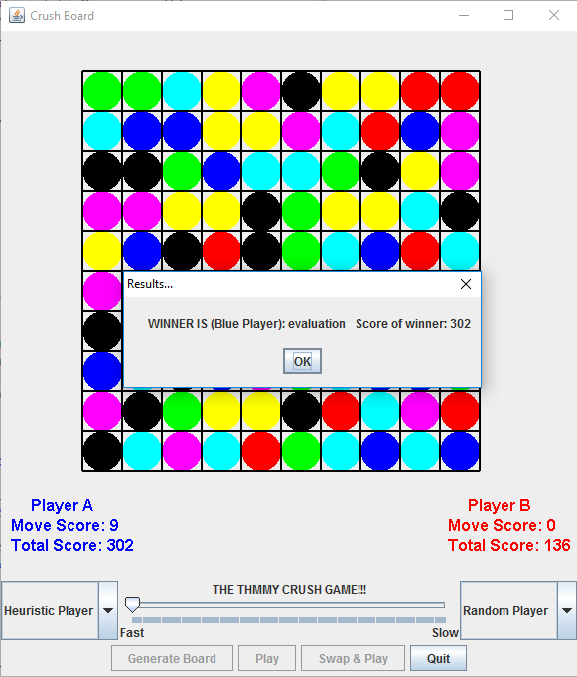 Crush Board
Results...
WINNER IS (Blue Player): evaluation Score of winner: 302
OK
Player A
Move Score: 9
Total Score: 302
Player B
Move Score: 0
Total Score: 136
Heuristic Player
THE THMMY CRUSH GAME!!!
Fast
Slow
Random Player
Generate Board
Play
Swap & Play
Quit